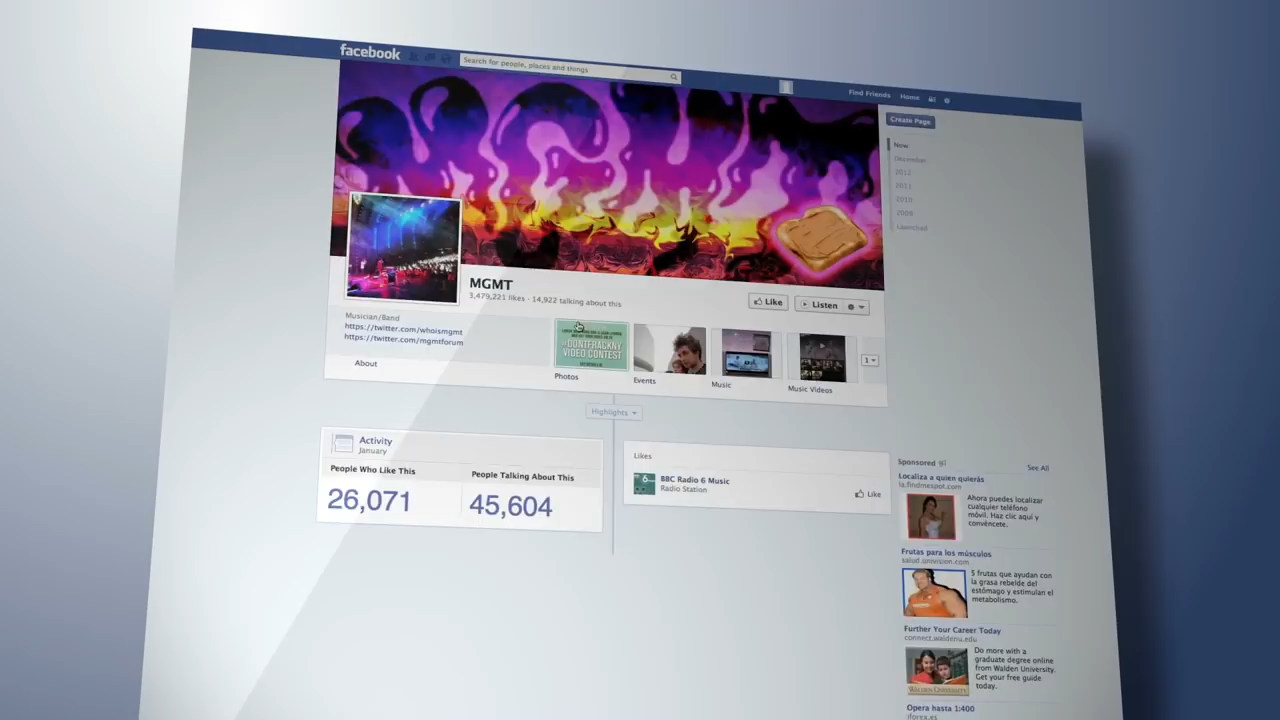 facebook
Search for people, places and things
Find Friends
Home
Create Page
Now
December
2012
2011
2010
Launched
MGMT
3,479,221 likes · 14,922 talking about this
Like
Listen
Musician/Band
https://twitter.com/whoismgmt
https://twitter.com/mgmtforum
About
#DONTFRACKNY
VIDEO CONTEST
Photos
Events
Music
Music Videos
1
Highlights
Activity
January
People Who Like This
People Talking About This
26,071
45,604
Likes
6
BBC Radio 6 Music
Radio Station
Like
Sponsored
See All
Localiza a quien quierás
la.findmespot.com
Ahora puedes localizar
cualquier teléfono
móvil. Haz clic aquí y
convéncete.
Frutas para los músculos
salud.univision.com
5 frutas que ayudan con
la grasa rebelde del
estómago y estimulan el
metabolismo.
Further Your Career Today
connect.waldenu.edu
Do more with a
graduate degree online
from Walden University.
Get your free guide
today.
WALDEN UNIVERSITY
Opera hasta 1:400
iforex.es